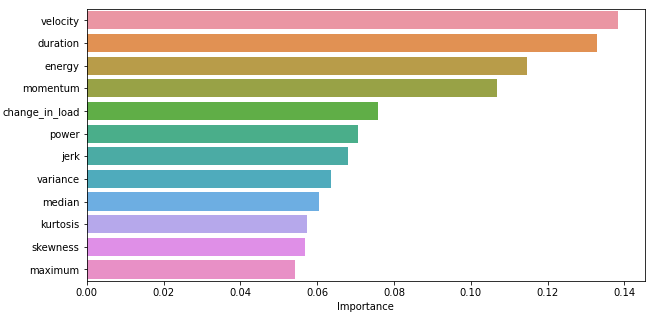 velocity
duration
energy
momentum
change_in_load
power
jerk
variance
median
kurtosis
skewness
maximum
0.00 0.02 0.04 0.06 0.08 0.10 0.12 0.14
Importance